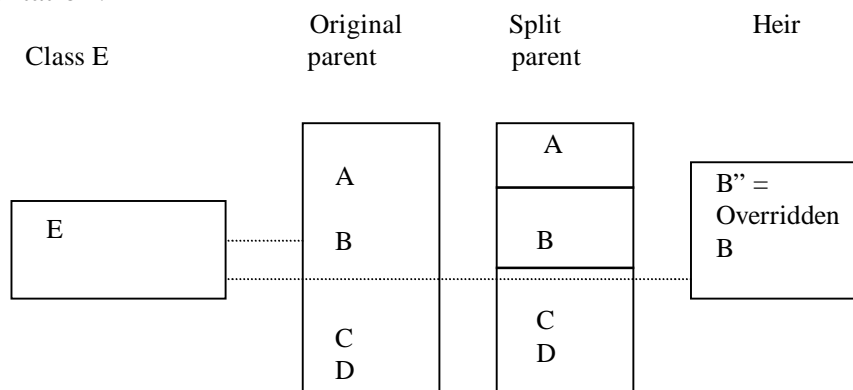 Original Split Heir
Class E parent parent
A
A
B” =
Overridden
B
E
B
B
C
D
C
D